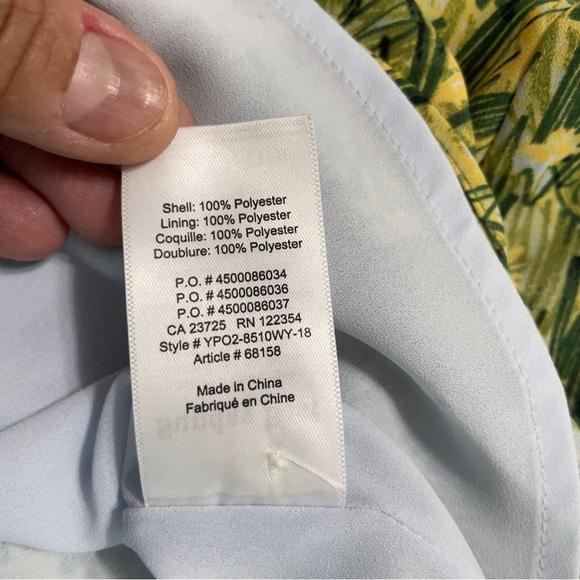 Shell: 100% Polyester
Lining: 100% Polyester
Coquille: 100% Polyester
Doublure: 100% Polyester
P.O. # 4500086034
P.O. # 4500086036
P.O. # 4500086037
CA 23725 RN 122354
Style # YPO2-8510WY-18
Article # 68158
Made in China
Fabriqué en Chine